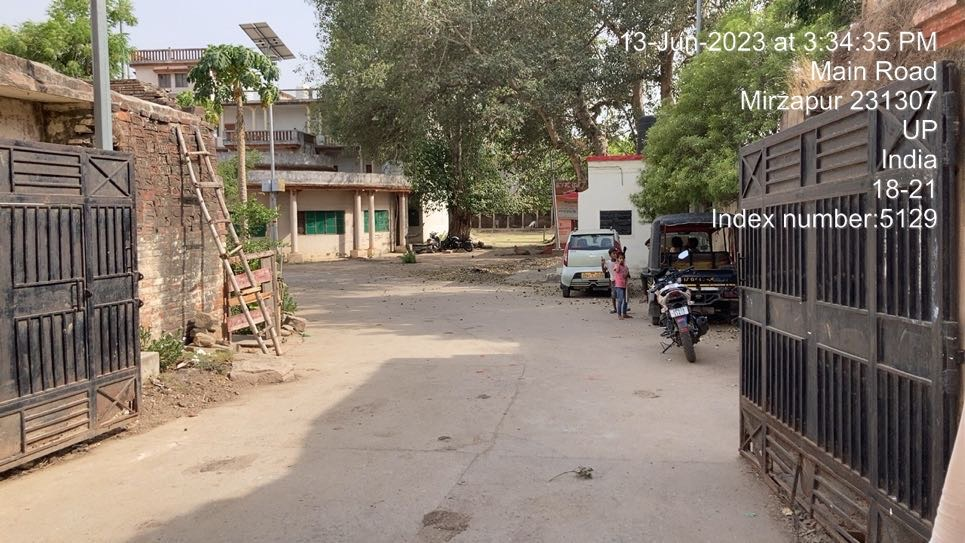 13-Jun-2023 at 3:34:35 PM
Main Road
Mirzapur 231307
UP
India
18-21
Index number:5129